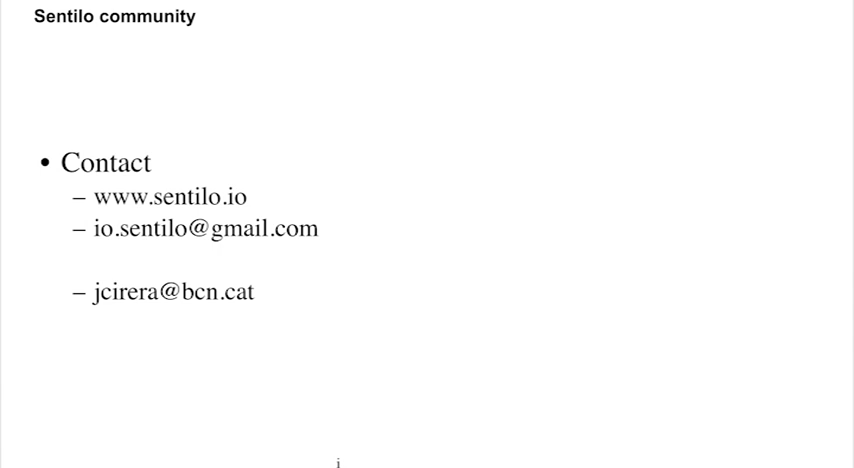 Sentilo community
• Contact
– www.sentilo.io
– io.sentilo@gmail.com
– jcirera@bcn.cat
i